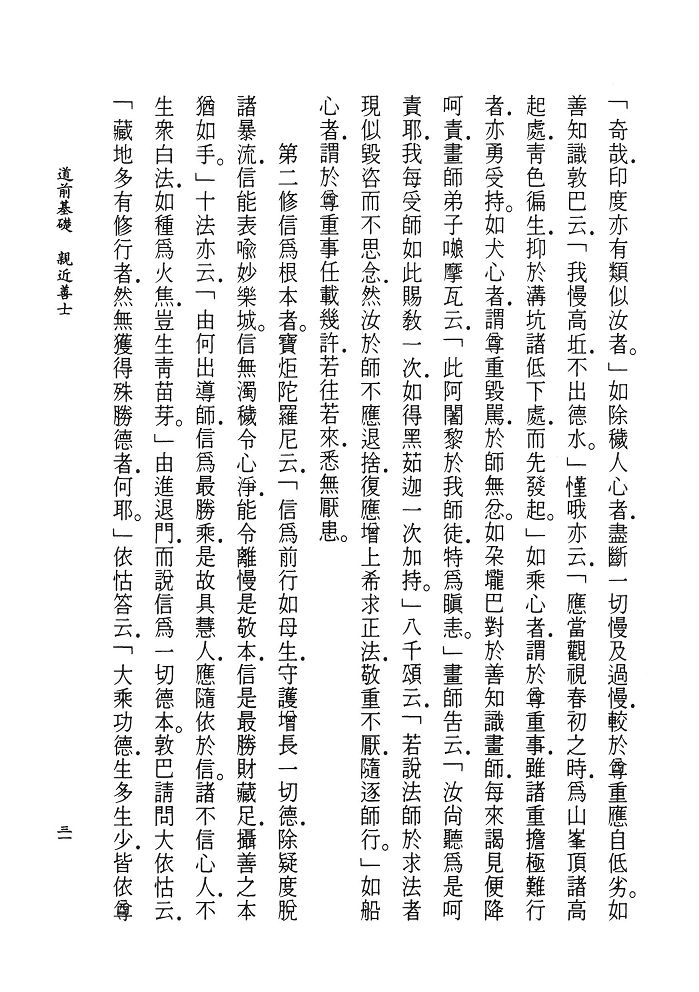 「奇哉．印度亦有類似汝者。」如除穢人心者．盡斷一切慢及過慢．較於尊重應自低劣。如
善知識敦巴云．「我慢高坵．不出德水。」慬哦亦云．「應當觀視春初之時．為山峯頂諸高
起處．青色徧生．抑於溝坑諸低下處．而先發起。」如乘心者．謂於尊重事．雖諸重擔極難行
者．亦勇受持。如犬心者．謂尊重毀駡．於師無忿。如朶壠巴對於善知識畫師．每來謁見便降
呵責．畫師弟子𡁠摩瓦云．「此阿闍黎於我師徒．特為瞋恚。」畫師告云．「汝尚聽為是呵
責耶．我每受師如此賜教一次．如得黑茹迦一次加持。」八千頌云．「若說法師於求法者．
現似毀咨而不思念．然汝於師不應退捨．復應增上希求正法．敬重不厭．隨逐師行。」如船
心者．謂於尊重事任載幾許．若往若來．悉無厭患。
第二修信為根本者。寶炬陀羅尼云．「信為前行如母生．守護增長一切德．除疑度脫
諸暴流．信能表喻妙樂城。信無濁穢令心淨．能令離慢是敬本．信是最勝財藏足．攝善之本
猶如手。」十法亦云．「由何出導師．信為最勝乘．是故具慧人．應隨依於信。諸不信心人．不
生衆白法．如種為火焦．豈生青苗芽。」由進退門．而說信為一切德本。敦巴請問大依怙云．
「藏地多有修行者．然無獲得殊勝德者．何耶。」依怙答云．「大乘功德．生多生少．皆依尊
道前基礎　親近善士
三一